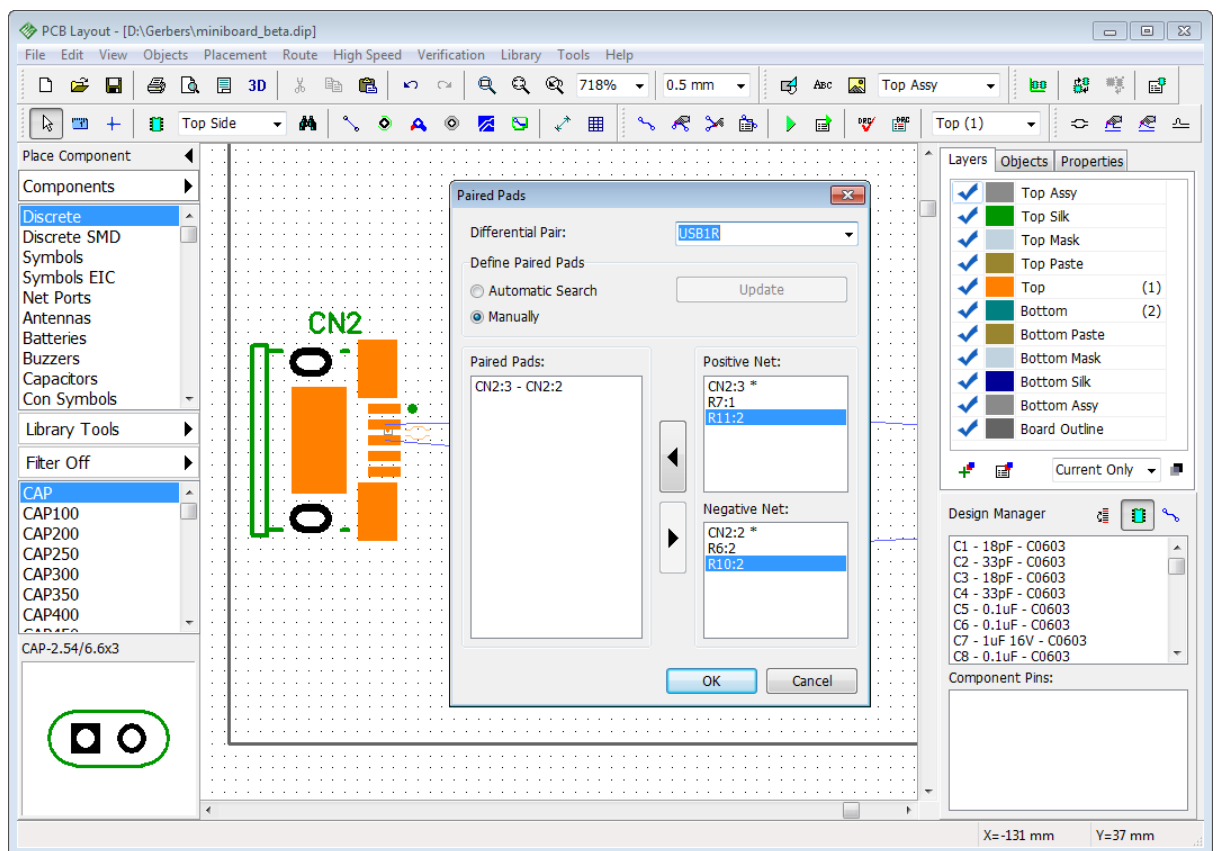 PCB Layout - [D:\Gerbers\miniboard_beta.dip]
File Edit View Objects Placement Route High Speed Verification Library Tools Help
3D 718% 0.5 mm ABC Top Assy
Top Side DRC DRC Top (1)
Place Component
Components
Discrete
Discrete SMD
Symbols
Symbols EIC
Net Ports
Antennas
Batteries
Buzzers
Capacitors
Con Symbols
Library Tools
Filter Off
CAP
CAP100
CAP200
CAP250
CAP300
CAP350
CAP400
CAP450
CAP-2.54/6.6x3
CN2
Paired Pads
Differential Pair: USB1R
Define Paired Pads
Automatic Search
Update
Manually
Paired Pads:
CN2:3 - CN2:2
Positive Net:
CN2:3 *
R7:1
R11:2
Negative Net:
CN2:2 *
R6:2
R10:2
OK Cancel
Layers Objects Properties
Top Assy
Top Silk
Top Mask
Top Paste
Top (1)
Bottom (2)
Bottom Paste
Bottom Mask
Bottom Silk
Bottom Assy
Board Outline
Current Only
Design Manager
C1 - 18pF - C0603
C2 - 33pF - C0603
C3 - 18pF - C0603
C4 - 33pF - C0603
C5 - 0.1uF - C0603
C6 - 0.1uF - C0603
C7 - 1uF 16V - C0603
C8 - 0.1uF - C0603
Component Pins:
X=-131 mm Y=37 mm